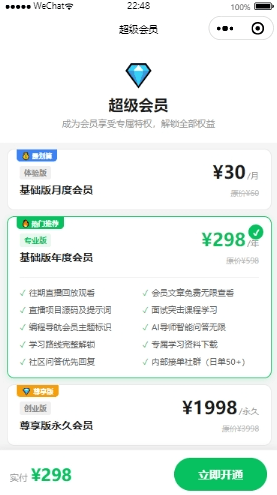 WeChat
22:48
100%
超级会员
超级会员
成为会员享受专属特权，解锁全部权益
最划算
体验版
¥30/月
基础版月度会员
原价¥60
热门推荐
专业版
¥298/年
基础版年度会员
原价¥598
✓ 往期直播回放观看
✓ 会员文章免费无限查看
✓ 直播项目源码及提示词
✓ 面试突击课程学习
✓ 编程导航会员主题标识
✓ AI导师智能问答无限
✓ 学习路线完整解锁
✓ 专属学习资料下载
✓ 社区问答优先回复
✓ 内部接单社群（日单50+）
尊享版
创业版
¥1998/永久
尊享版永久会员
原价¥3998
实付 ¥298
立即开通